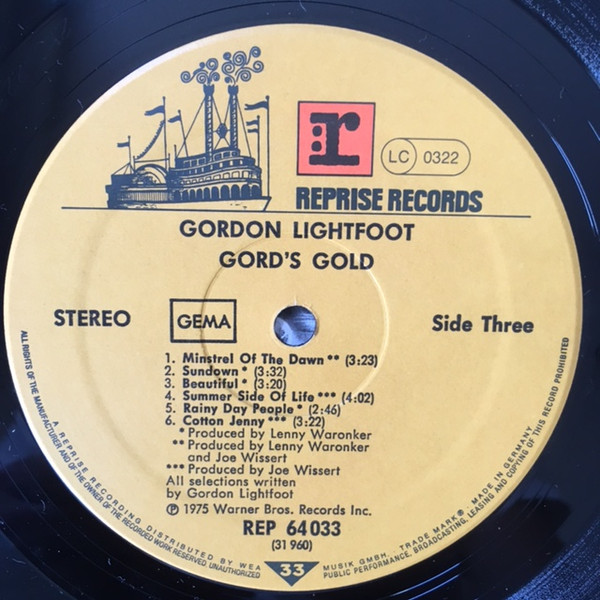 r
LC 0322
REPRISE RECORDS
GORDON LIGHTFOOT
GORD'S GOLD
STEREO
GEMA
Side Three
1. Minstrel Of The Dawn ** (3:23)
2. Sundown * (3:32)
3. Beautiful * (3:20)
4. Summer Side Of Life *** (4:02)
5. Rainy Day People * (2:46)
6. Cotton Jenny *** (3:22)
* Produced by Lenny Waronker
** Produced by Lenny Waronker
and Joe Wissert
*** Produced by Joe Wissert
All selections written
by Gordon Lightfoot
℗ 1975 Warner Bros. Records Inc.
REP 64 033
(31 960)
33
A REPRISE RECORDING DISTRIBUTED BY WEA MUSIK GMBH. TRADE MARK® MADE IN GERMANY
ALL RIGHTS OF THE MANUFACTURER AND OF THE OWNER OF THE RECORDED WORK RESERVED. UNAUTHORIZED PUBLIC PERFORMANCE, BROADCASTING, LEASING AND COPYING OF THIS RECORD PROHIBITED